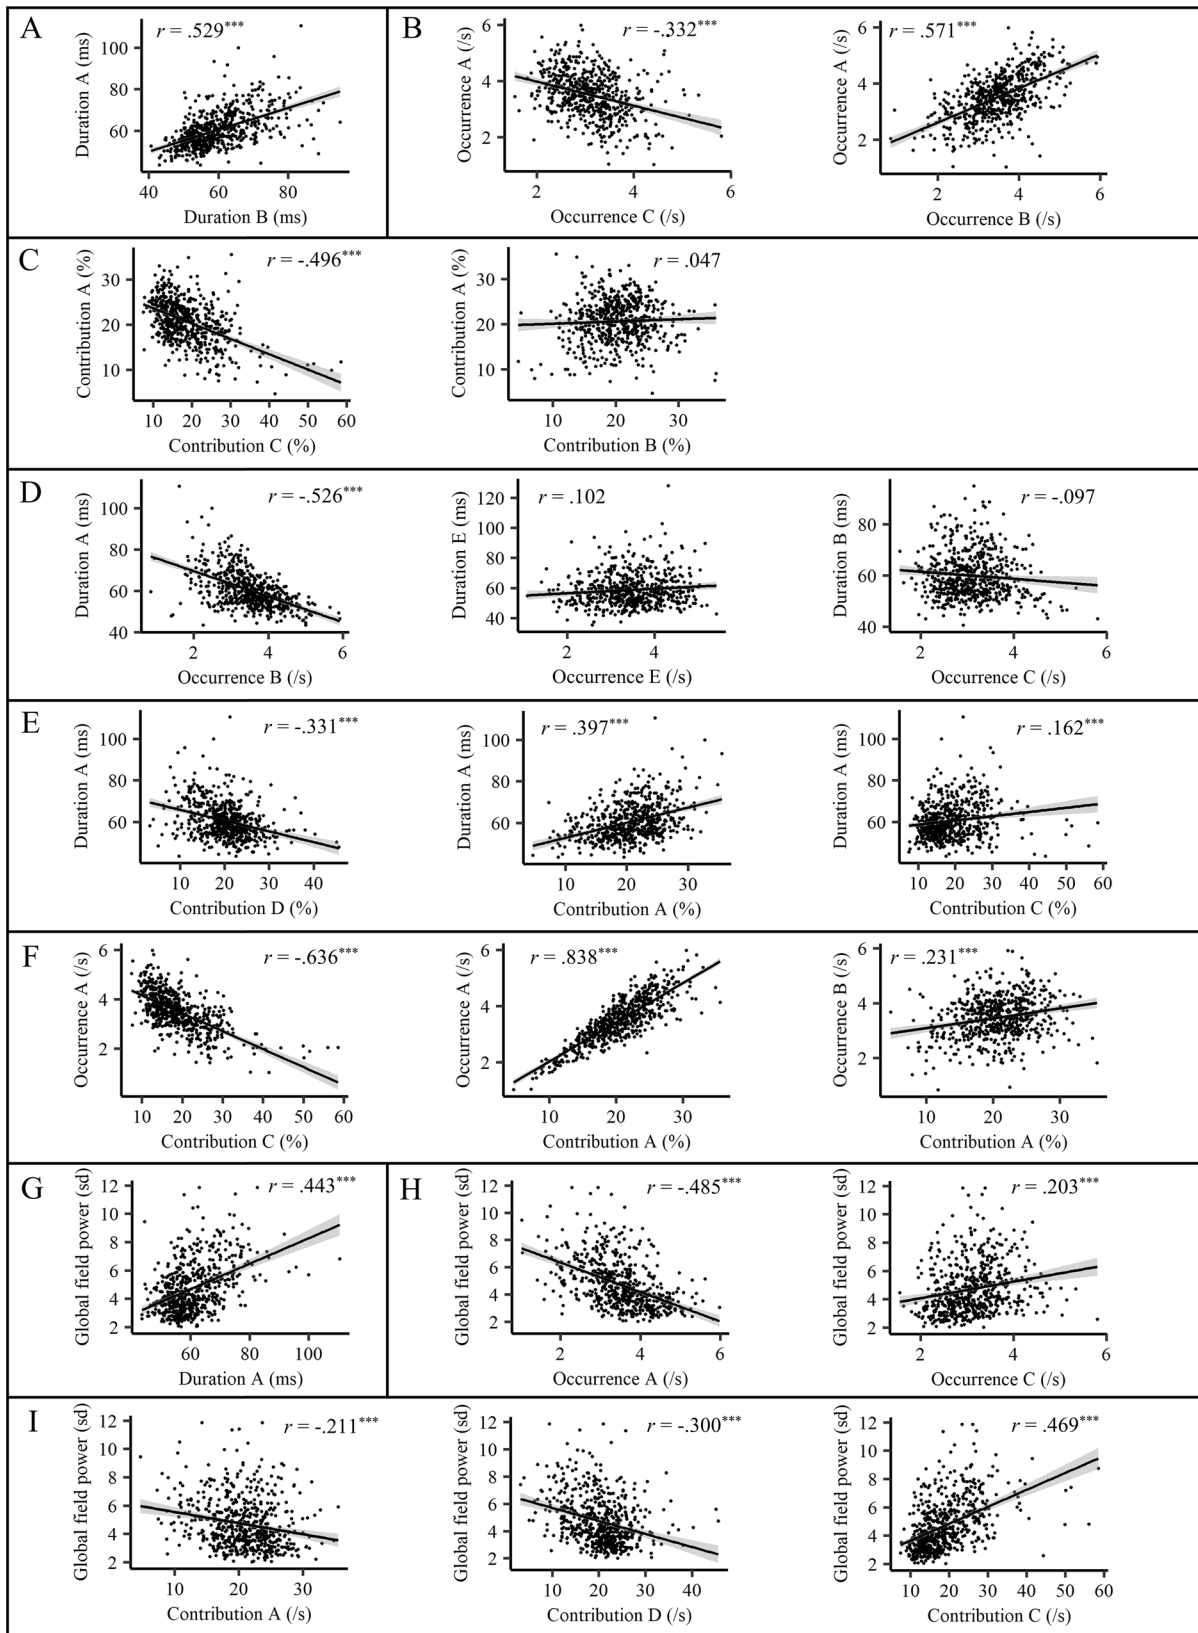 A
r = .529***
Duration A (ms)
100
80
60
40 60 80
Duration B (ms)
B
r = -.332***
Occurrence A (/s)
6
4
2
2 4 6
Occurrence C (/s)
r = .571***
Occurrence A (/s)
6
4
2
2 4 6
Occurrence B (/s)
C
r = -.496***
Contribution A (%)
30
20
10
10 20 30 40 50 60
Contribution C (%)
r = .047
Contribution A (%)
30
20
10
10 20 30
Contribution B (%)
D
r = -.526***
Duration A (ms)
100
80
60
40
2 4 6
Occurrence B (/s)
r = .102
Duration E (ms)
120
100
80
60
40
2 4
Occurrence E (/s)
r = -.097
Duration B (ms)
80
60
40
2 4 6
Occurrence C (/s)
E
r = -.331***
Duration A (ms)
100
80
60
10 20 30 40
Contribution D (%)
r = .397***
Duration A (ms)
100
80
60
10 20 30
Contribution A (%)
r = .162***
Duration A (ms)
100
80
60
10 20 30 40 50 60
Contribution C (%)
F
r = -.636***
Occurrence A (/s)
6
4
2
10 20 30 40 50 60
Contribution C (%)
r = .838***
Occurrence A (/s)
6
4
2
10 20 30
Contribution A (%)
r = .231***
Occurrence B (/s)
6
4
2
10 20 30
Contribution A (%)
G
r = .443***
Global field power (sd)
12
10
8
6
4
2
60 80 100
Duration A (ms)
H
r = -.485***
Global field power (sd)
12
10
8
6
4
2
2 4 6
Occurrence A (/s)
r = .203***
Global field power (sd)
12
10
8
6
4
2
2 4 6
Occurrence C (/s)
I
r = -.211***
Global field power (sd)
12
10
8
6
4
2
10 20 30
Contribution A (/s)
r = -.300***
Global field power (sd)
12
10
8
6
4
2
10 20 30 40
Contribution D (/s)
r = .469***
Global field power (sd)
12
10
8
6
4
2
10 20 30 40 50 60
Contribution C (/s)